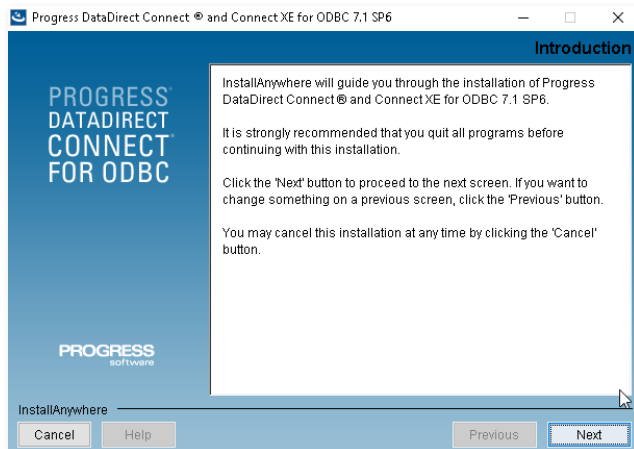 Progress DataDirect Connect ® and Connect XE for ODBC 7.1 SP6
Introduction
PROGRESS®
DATADIRECT
CONNECT®
FOR ODBC
InstallAnywhere will guide you through the installation of Progress
DataDirect Connect ® and Connect XE for ODBC 7.1 SP6.
It is strongly recommended that you quit all programs before
continuing with this installation.
Click the 'Next' button to proceed to the next screen. If you want to
change something on a previous screen, click the 'Previous' button.
You may cancel this installation at any time by clicking the 'Cancel'
button.
PROGRESS
software
InstallAnywhere
Cancel
Help
Previous
Next